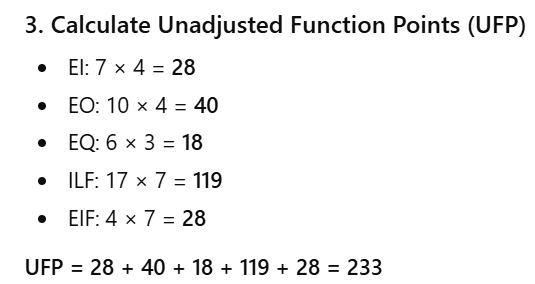 3. Calculate Unadjusted Function Points (UFP)
• EI: 7 × 4 = 28
• EO: 10 × 4 = 40
• EQ: 6 × 3 = 18
• ILF: 17 × 7 = 119
• EIF: 4 × 7 = 28
UFP = 28 + 40 + 18 + 119 + 28 = 233